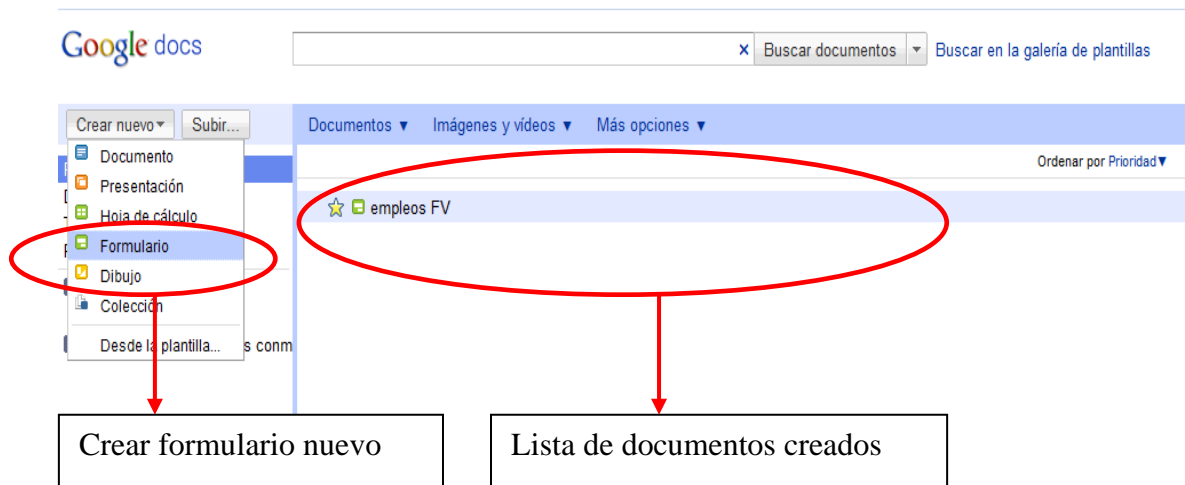 Google docs
x Buscar documentos Buscar en la galería de plantillas
Crear nuevo Subir... Documentos Imágenes y vídeos Más opciones
Documento
Ordenar por Prioridad
Presentación
Hoja de cálculo
empleos FV
Formulario
Dibujo
Colección
Desde la plantilla...
Crear formulario nuevo
Lista de documentos creados